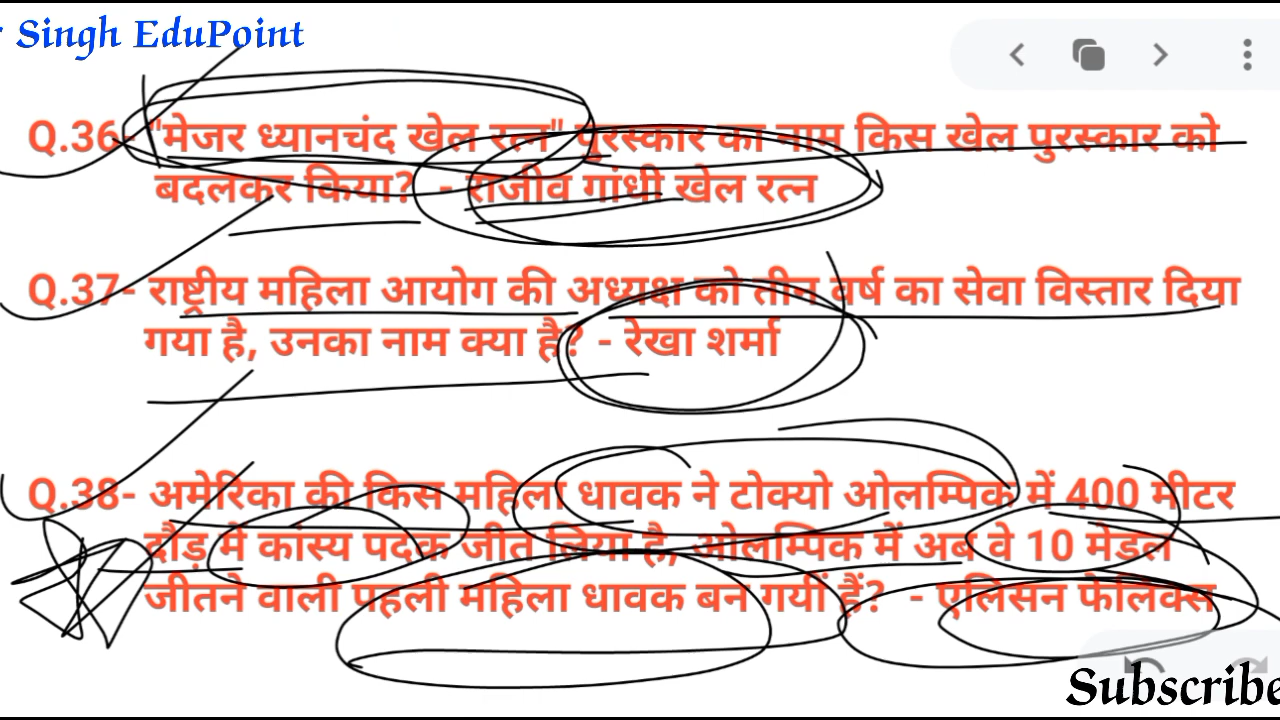 Singh EduPoint
Q.36- "मेजर ध्यानचंद खेल रत्न" पुरस्कार का नाम किस खेल पुरस्कार को
बदलकर किया? - राजीव गांधी खेल रत्न
Q.37- राष्ट्रीय महिला आयोग की अध्यक्ष को तीन वर्ष का सेवा विस्तार दिया
गया है, उनका नाम क्या है? - रेखा शर्मा
Q.38- अमेरिका की किस महिला धावक ने टोक्यो ओलम्पिक में 400 मीटर
दौड़ में कांस्य पदक जीत लिया है, ओलम्पिक में अब वे 10 मेडल
जीतने वाली पहली महिला धावक बन गयीं हैं? - एलिसन फेलिक्स
Subscribe